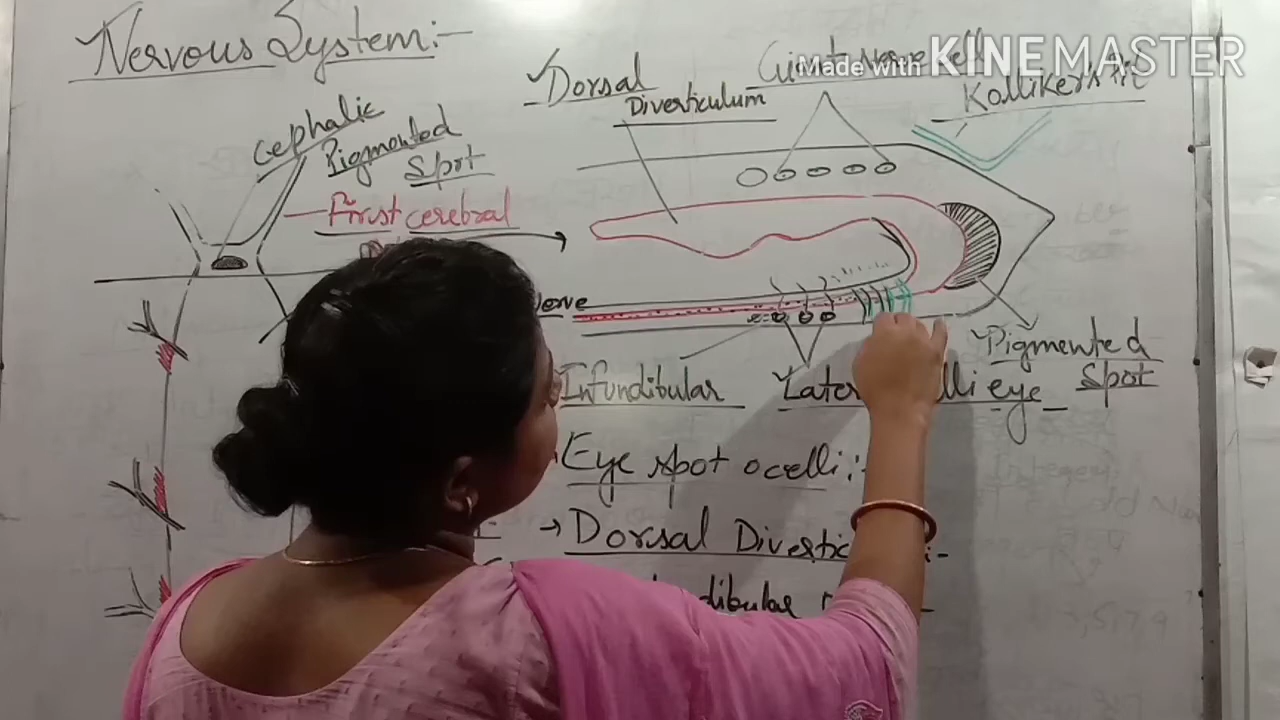 Nervous System:-
Made with KINEMASTER
Dorsal
Diverticulum
Kolliker's Pit
Cephalic
Pigmented
Spot
First cerebral
Nerve
Infundibular
eye
Pigmented
Spot
Eye spot ocelli:-
→ Dorsal